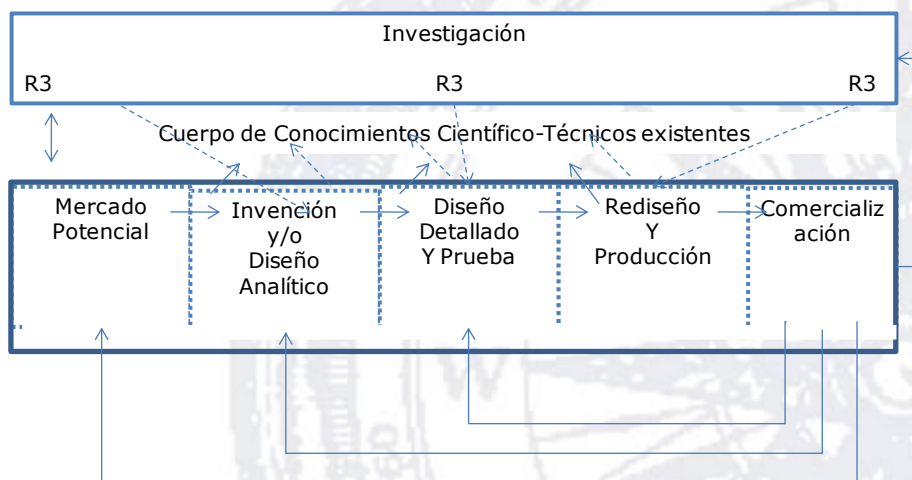 Investigación
R3 R3 R3
Cuerpo de Conocimientos Científico-Técnicos existentes
Mercado
Potencial
Invención
y/o
Diseño
Analítico
Diseño
Detallado
Y Prueba
Rediseño
Y
Producción
Comercializ
ación